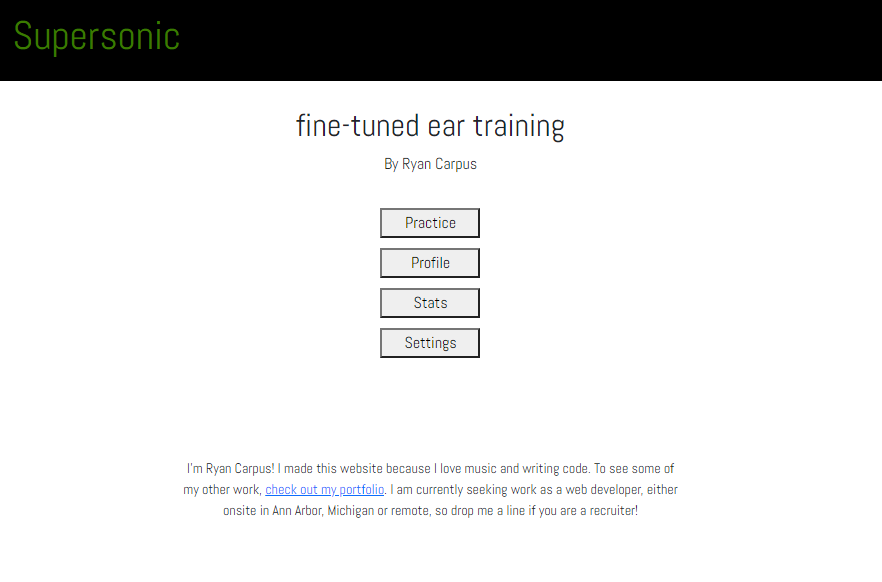 Supersonic
fine-tuned ear training
By Ryan Carpus
Practice
Profile
Stats
Settings
I'm Ryan Carpus! I made this website because I love music and writing code. To see some of
my other work, check out my portfolio. I am currently seeking work as a web developer, either
onsite in Ann Arbor, Michigan or remote, so drop me a line if you are a recruiter!